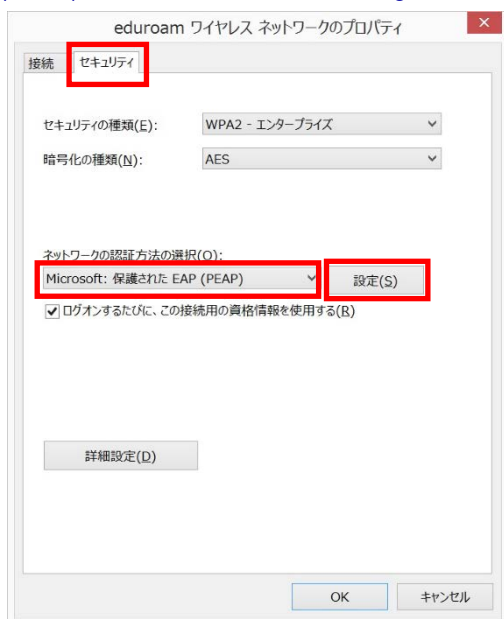 eduroam ワイヤレス ネットワークのプロパティ
接続 セキュリティ
セキュリティの種類(E): WPA2 - エンタープライズ
暗号化の種類(N): AES
ネットワークの認証方法の選択(O):
Microsoft: 保護された EAP (PEAP) 設定(S)
ログオンするたびに、この接続用の資格情報を使用する(R)
詳細設定(D)
OK キャンセル